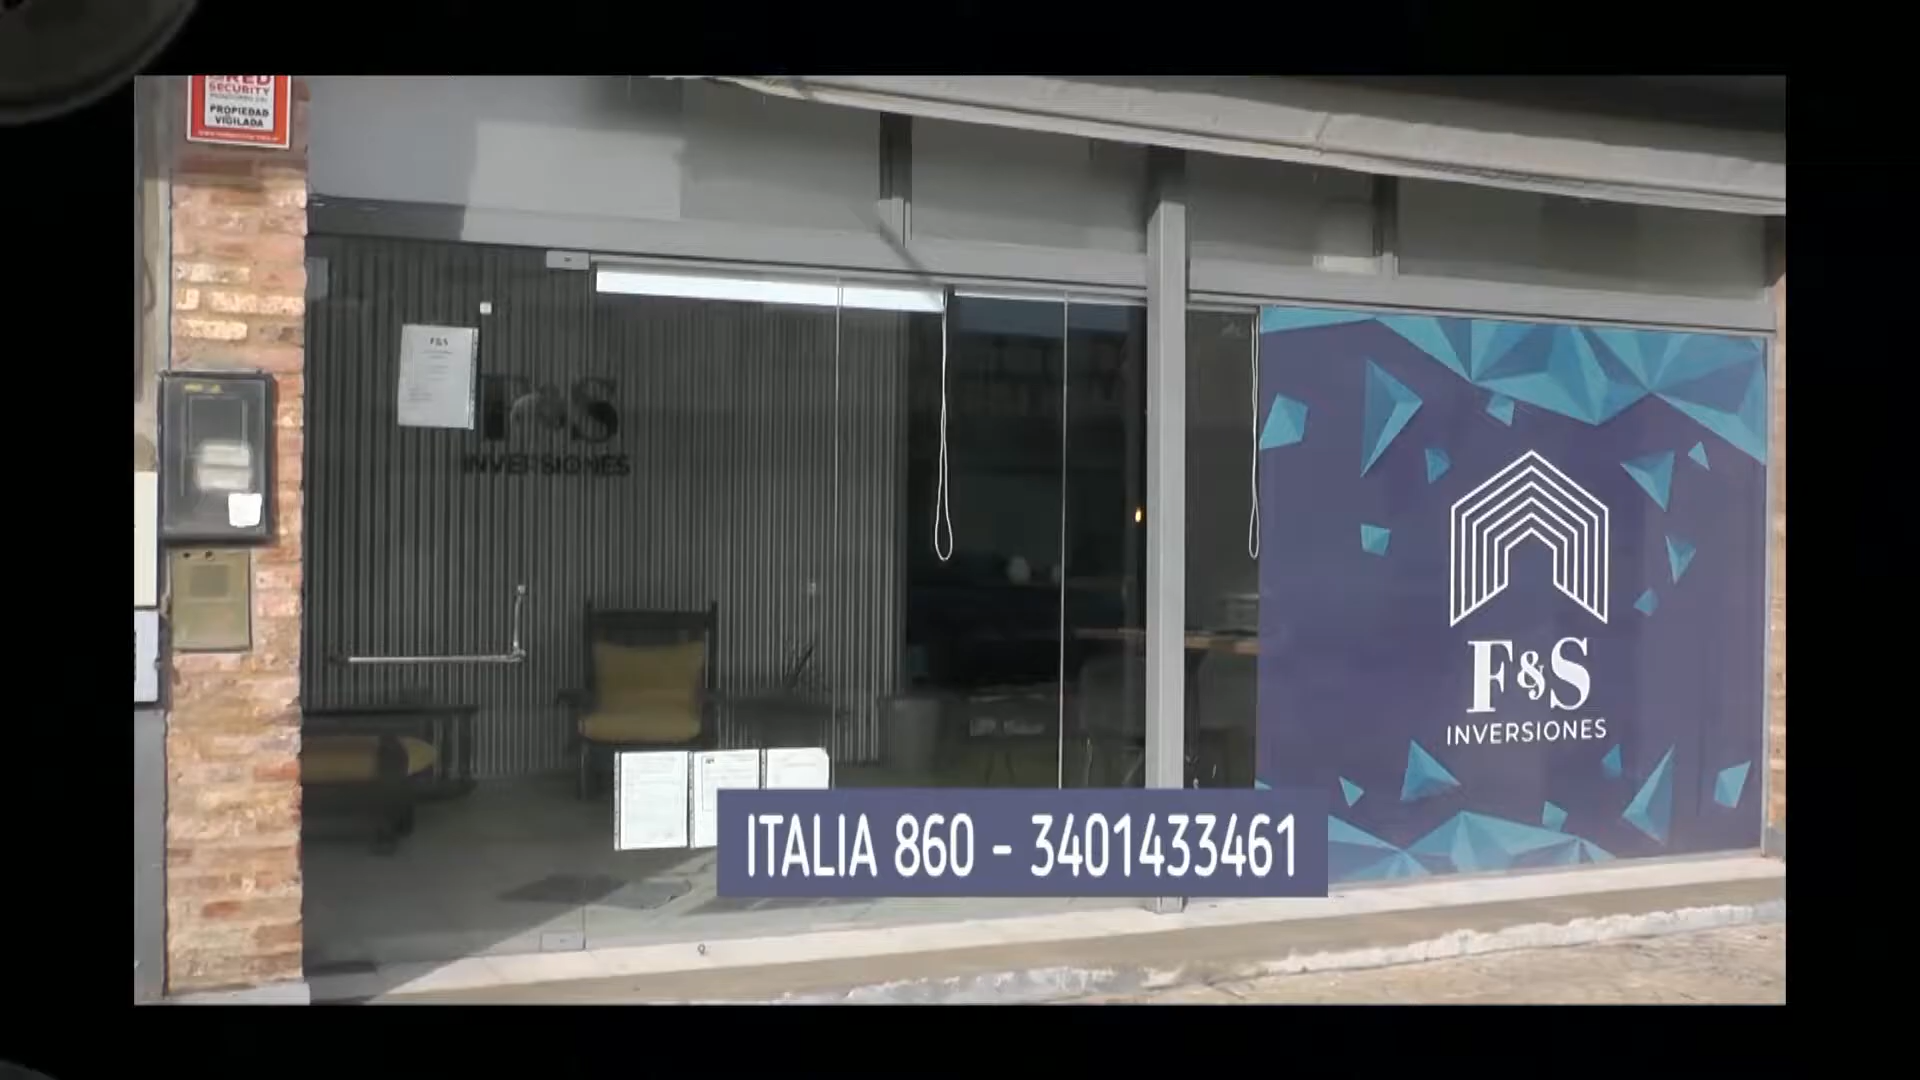 RED
SECURITY
PROPIEDAD
VIGILADA
F&S
F&S
INVERSIONES
F&S
INVERSIONES
ITALIA 860 - 3401433461